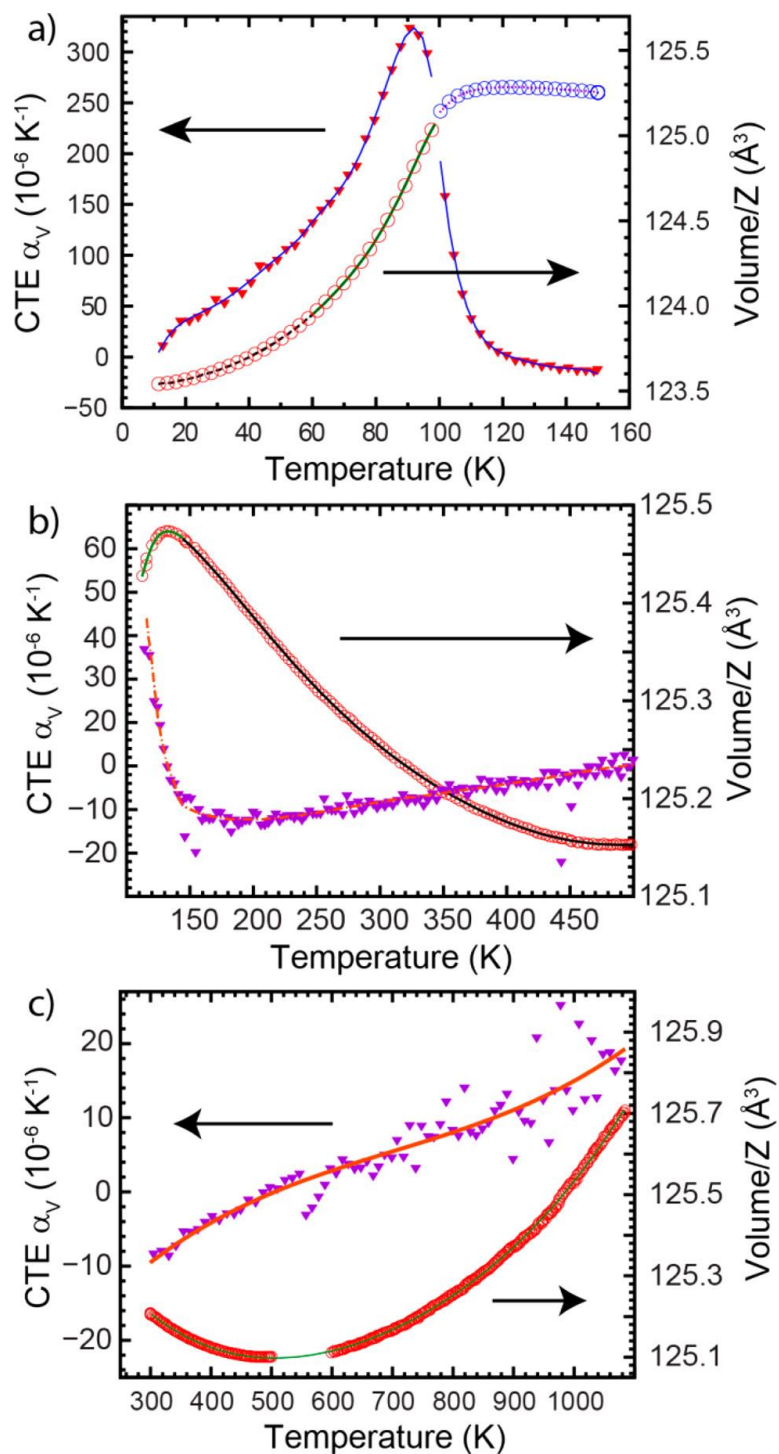 a)
CTE αV (10-6 K-1)
300
250
200
150
100
50
0
−50
125.5
125.0
124.5
124.0
123.5
Volume/Z (Å3)
0 20 40 60 80 100 120 140 160
Temperature (K)
b)
CTE αV (10-6 K-1)
60
50
40
30
20
10
0
−10
−20
125.5
125.4
125.3
125.2
125.1
Volume/Z (Å3)
150 200 250 300 350 400 450
Temperature (K)
c)
CTE αV (10-6 K-1)
20
10
0
−10
−20
125.9
125.7
125.5
125.3
125.1
Volume/Z (Å3)
300 400 500 600 700 800 900 1000
Temperature (K)